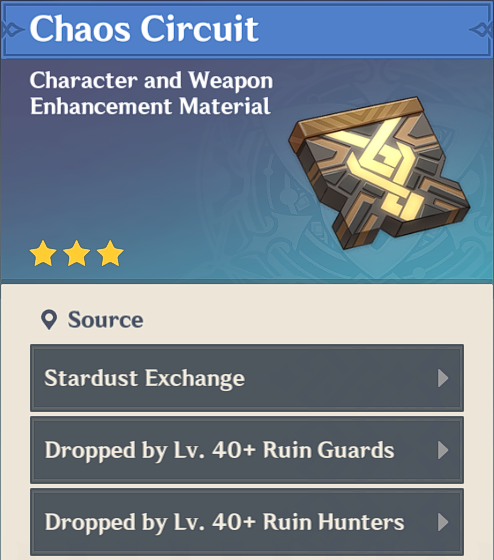 Chaos Circuit
Character and Weapon
Enhancement Material
Source
Stardust Exchange
Dropped by Lv. 40+ Ruin Guards
Dropped by Lv. 40+ Ruin Hunters